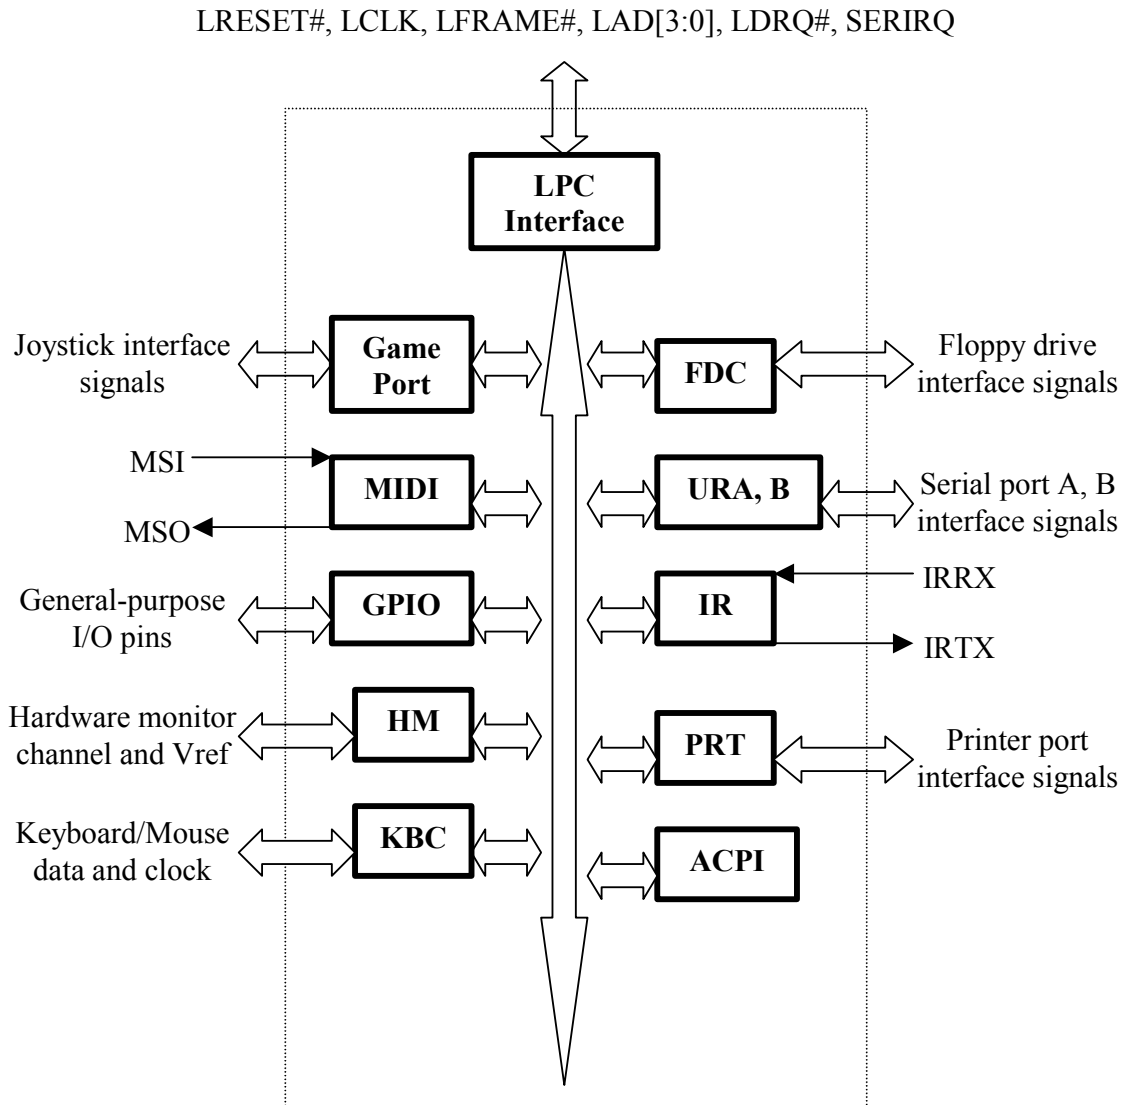 LRESET#, LCLK, LFRAME#, LAD[3:0], LDRQ#, SERIRQ
LPC
Interface
Joystick interface
signals
Game
Port
FDC
Floppy drive
interface signals
MSI
MSO
MIDI
URA, B
Serial port A, B
interface signals
General-purpose
I/O pins
GPIO
IR
IRRX
IRTX
Hardware monitor
channel and Vref
HM
PRT
Printer port
interface signals
Keyboard/Mouse
data and clock
KBC
ACPI